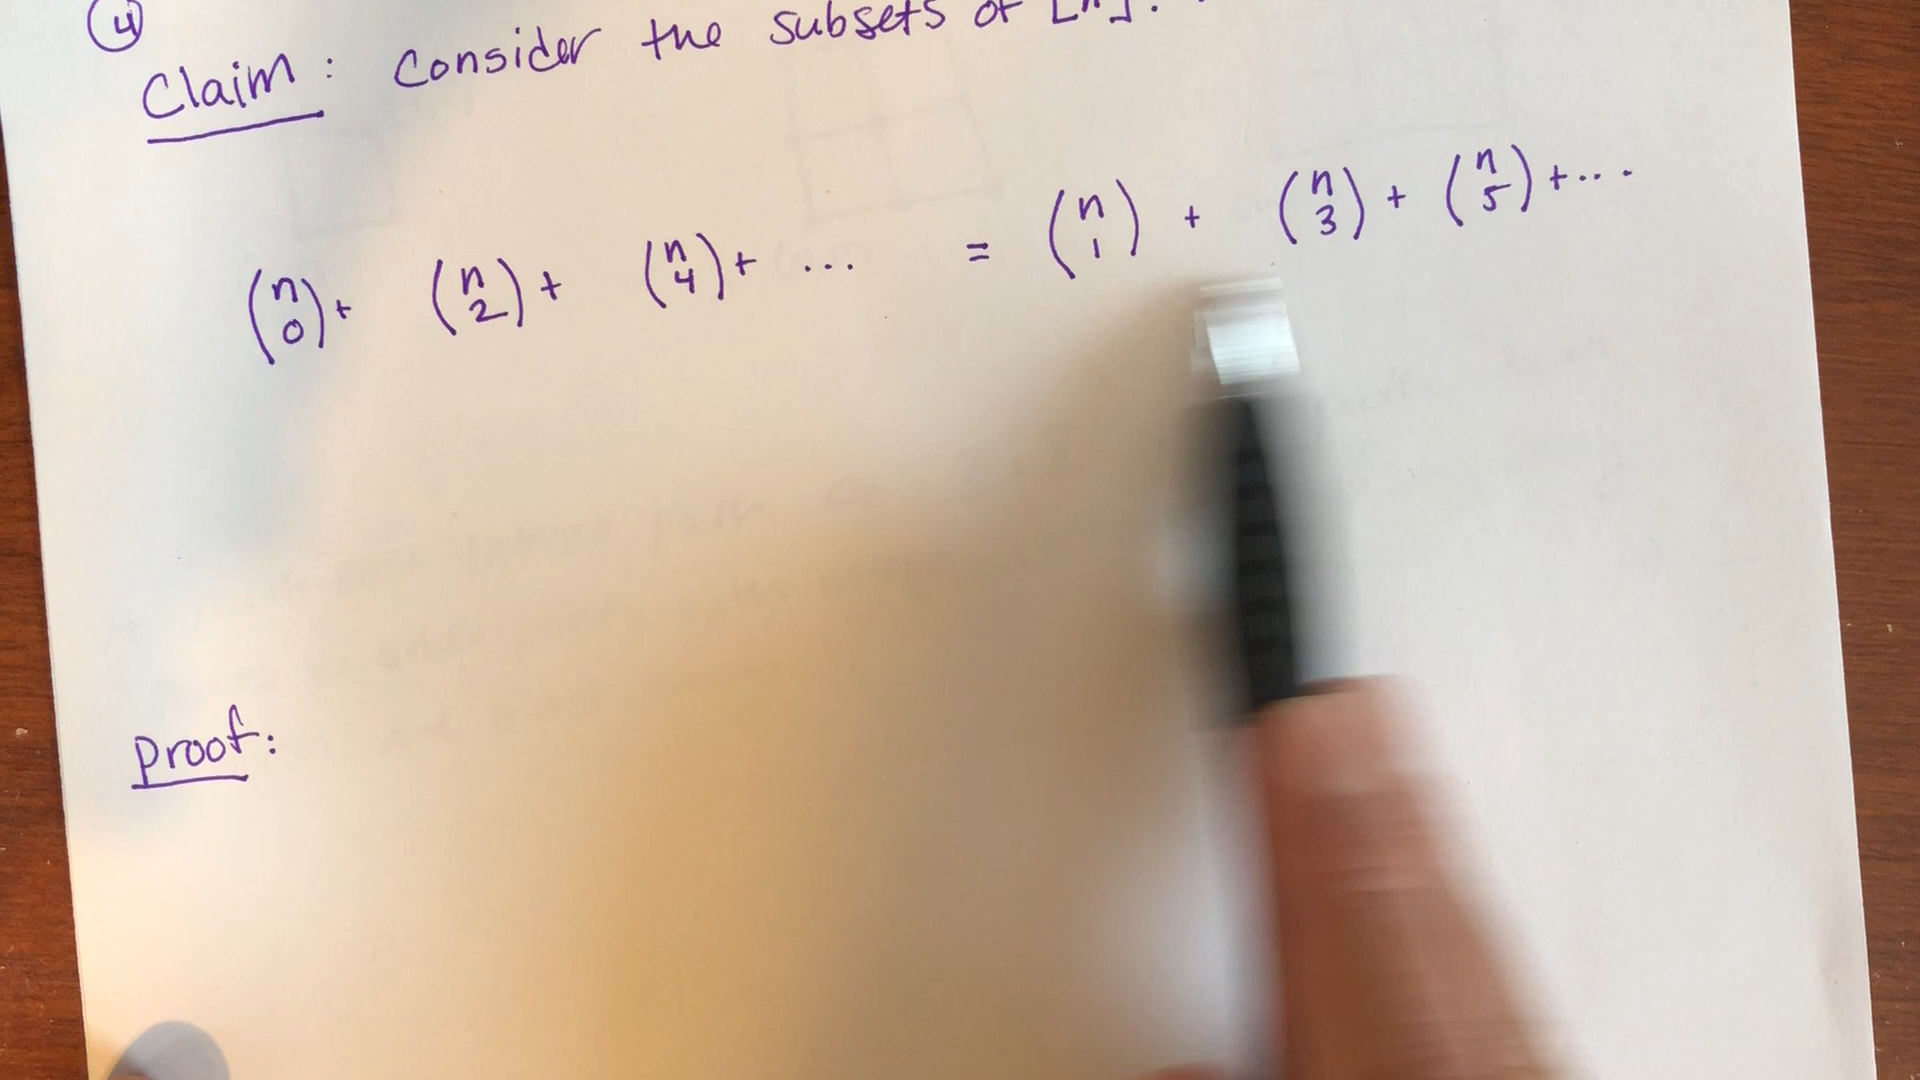 ④
Claim: Consider the subsets of [n].
(n 0) + (n 2) + (n 4) + ... = (n 1) + (n 3) + (n 5) + ...
Proof: